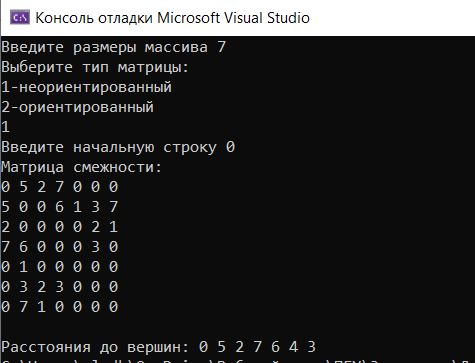 Консоль отладки Microsoft Visual Studio
Введите размеры массива 7
Выберите тип матрицы:
1-неориентированный
2-ориентированный
1
Введите начальную строку 0
Матрица смежности:
0 5 2 7 0 0 0
5 0 0 6 1 3 7
2 0 0 0 0 2 1
7 6 0 0 0 3 0
0 1 0 0 0 0 0
0 3 2 3 0 0 0
0 7 1 0 0 0 0
Расстояния до вершин: 0 5 2 7 6 4 3